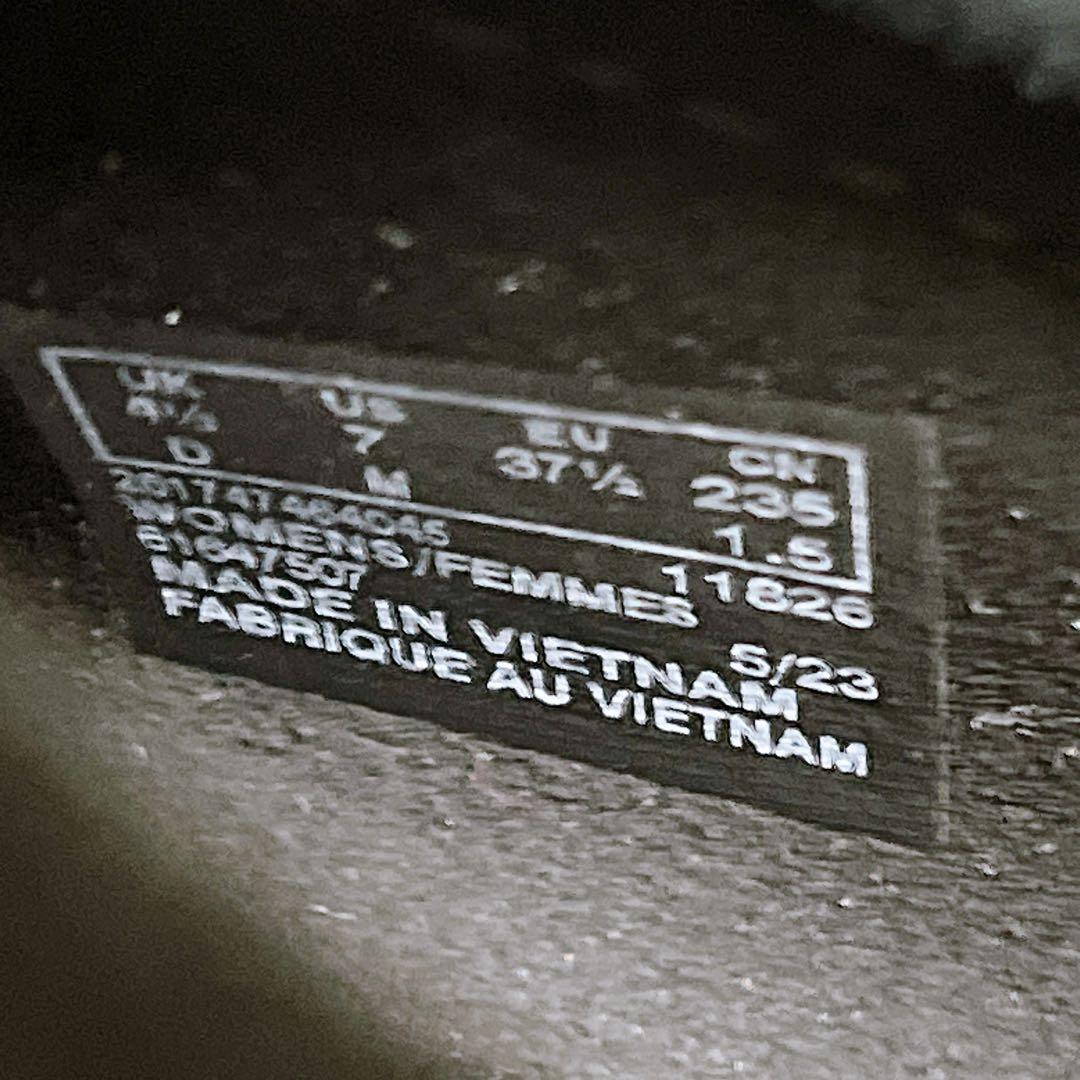 UK US EU CN
4½ 7 37½ 235
D M 1.5
11826
WOMENS/FEMMES
5/23
MADE IN VIETNAM
FABRIQUE AU VIETNAM